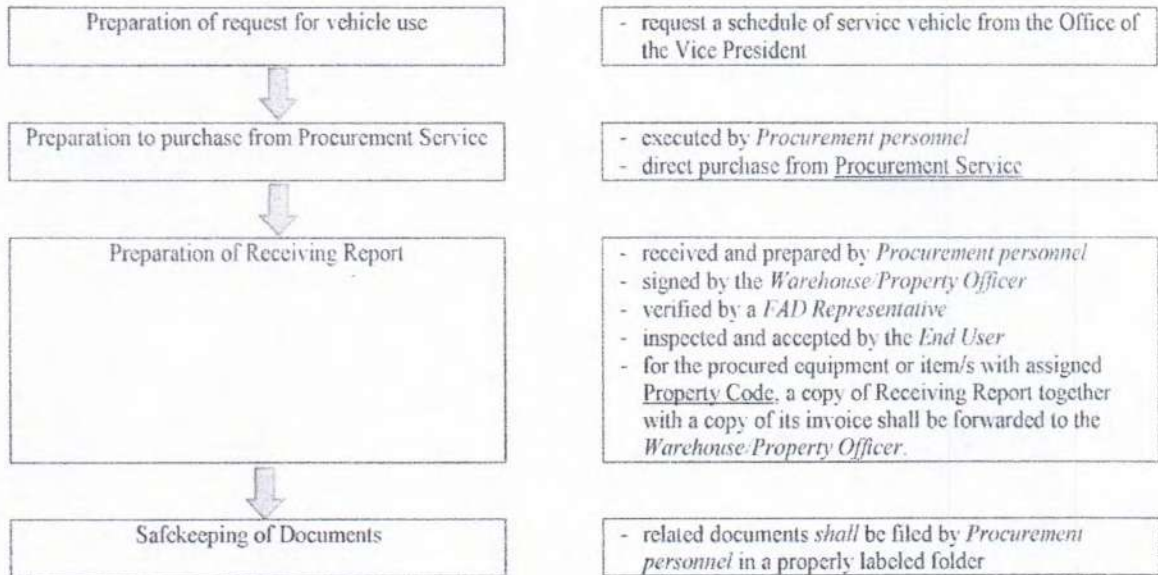 Preparation of request for vehicle use
- request a schedule of service vehicle from the Office of
the Vice President
Preparation to purchase from Procurement Service
- executed by Procurement personnel
- direct purchase from Procurement Service
Preparation of Receiving Report
- received and prepared by Procurement personnel
- signed by the Warehouse/Property Officer
- verified by a FAD Representative
- inspected and accepted by the End User
- for the procured equipment or item/s with assigned
Property Code, a copy of Receiving Report together
with a copy of its invoice shall be forwarded to the
Warehouse/Property Officer.
Safekeeping of Documents
- related documents shall be filed by Procurement
personnel in a properly labeled folder